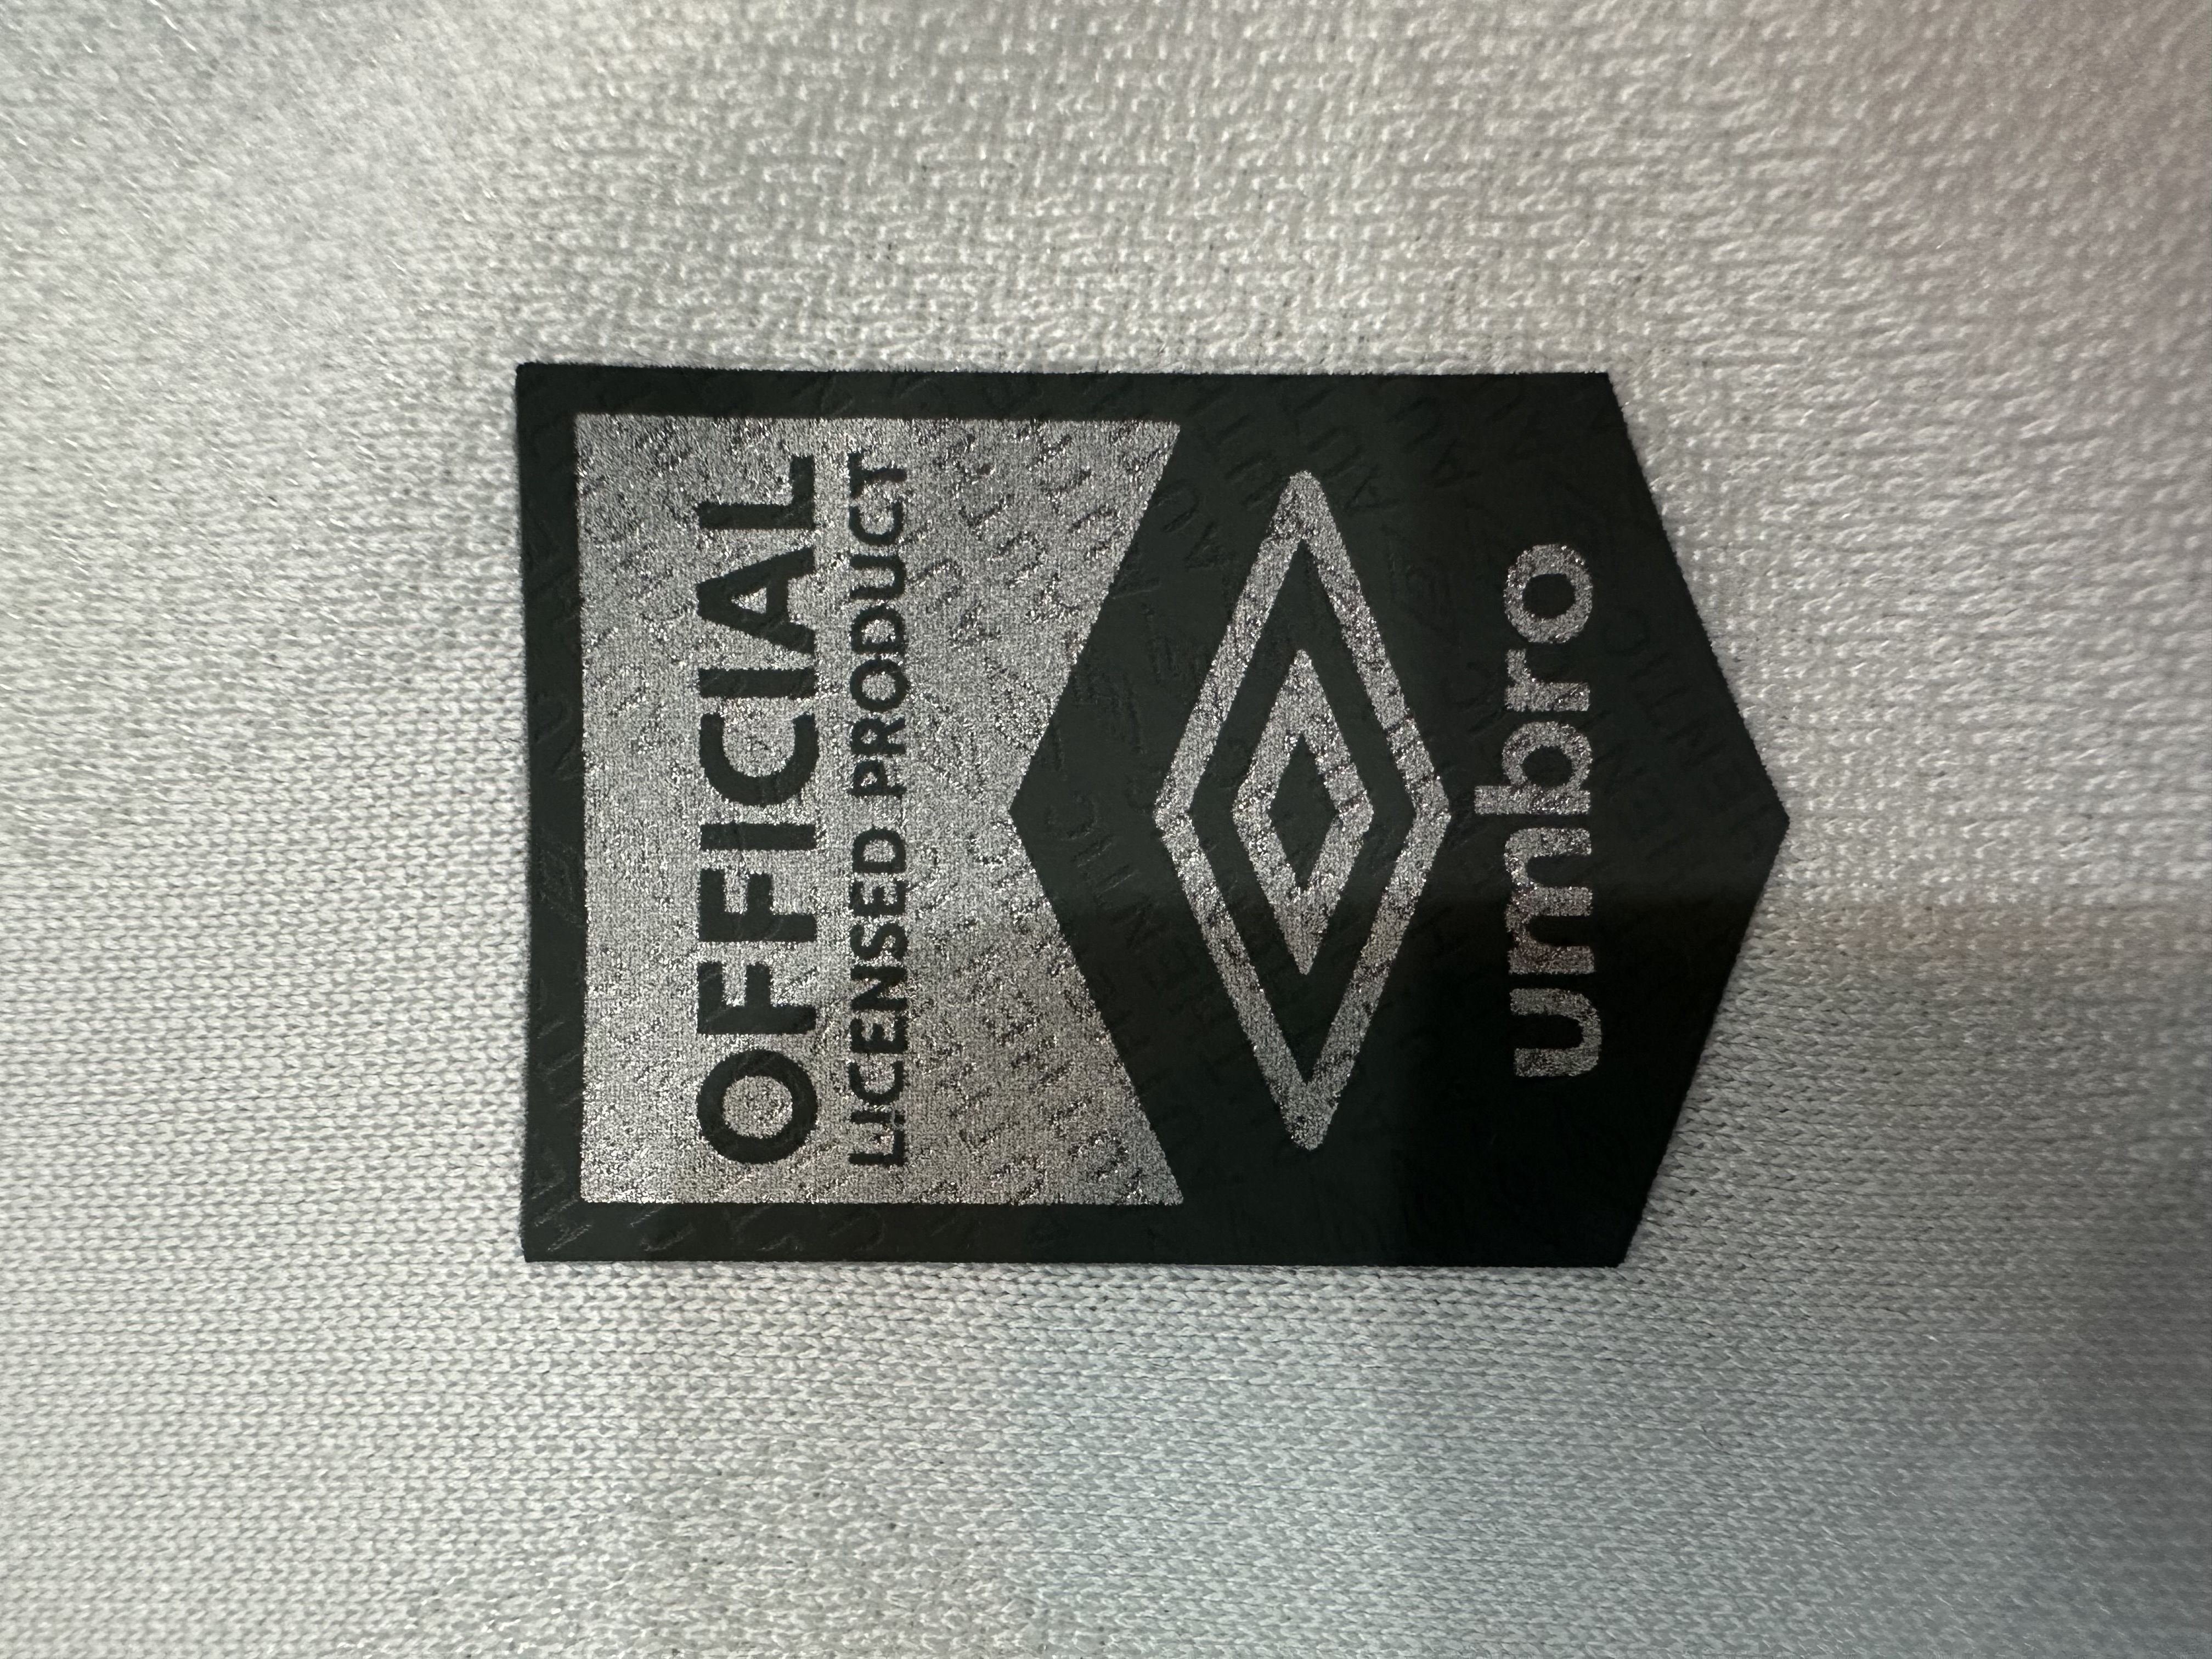 OFFICIAL
LICENSED PRODUCT
umbro